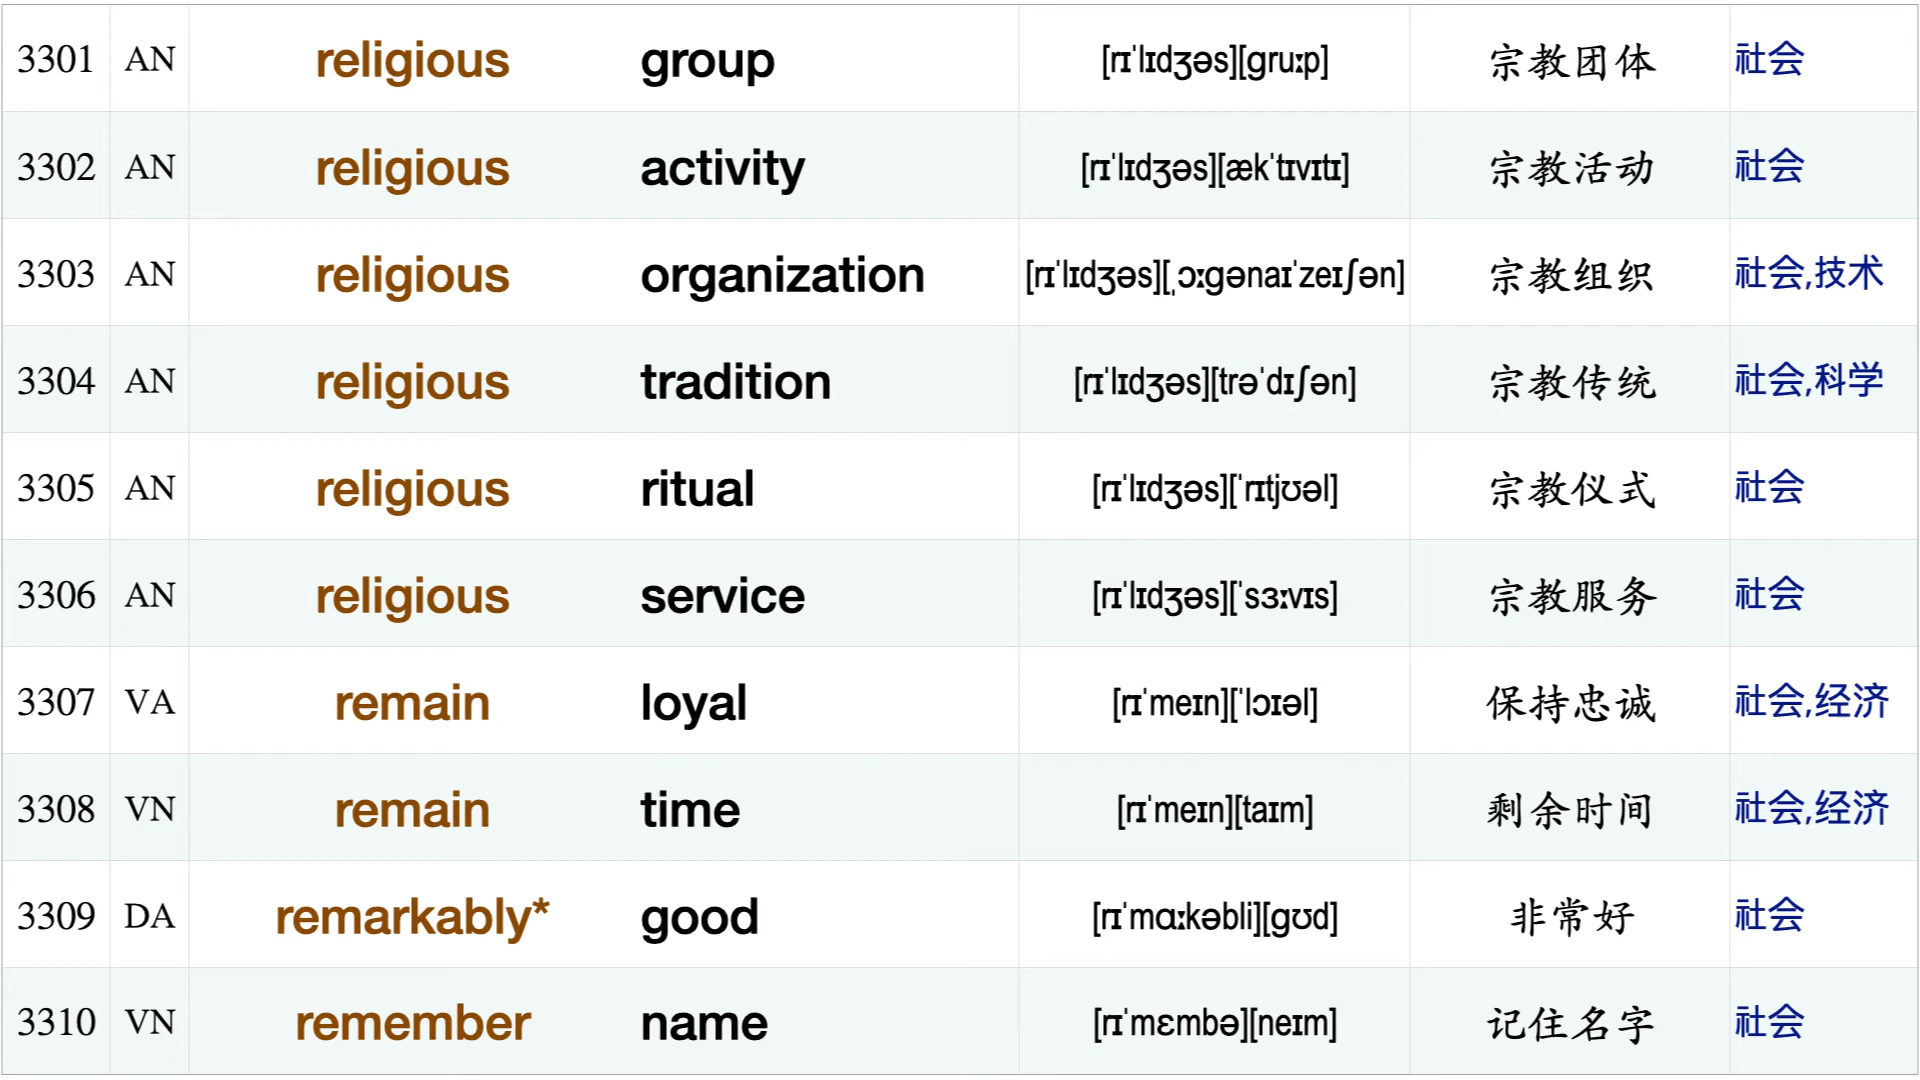 3301 AN religious group [rɪˈlɪdʒəs][gruːp] 宗教团体 社会
3302 AN religious activity [rɪˈlɪdʒəs][ækˈtɪvɪtɪ] 宗教活动 社会
3303 AN religious organization [rɪˈlɪdʒəs][ˌɔːgənaɪˈzeɪʃən] 宗教组织 社会,技术
3304 AN religious tradition [rɪˈlɪdʒəs][trəˈdɪʃən] 宗教传统 社会,科学
3305 AN religious ritual [rɪˈlɪdʒəs][ˈrɪtjʊəl] 宗教仪式 社会
3306 AN religious service [rɪˈlɪdʒəs][ˈsɜːvɪs] 宗教服务 社会
3307 VA remain loyal [rɪˈmeɪn][ˈlɔɪəl] 保持忠诚 社会,经济
3308 VN remain time [rɪˈmeɪn][taɪm] 剩余时间 社会,经济
3309 DA remarkably* good [rɪˈmɑːkəbli][gʊd] 非常好 社会
3310 VN remember name [rɪˈmɛmbə][neɪm] 记住名字 社会